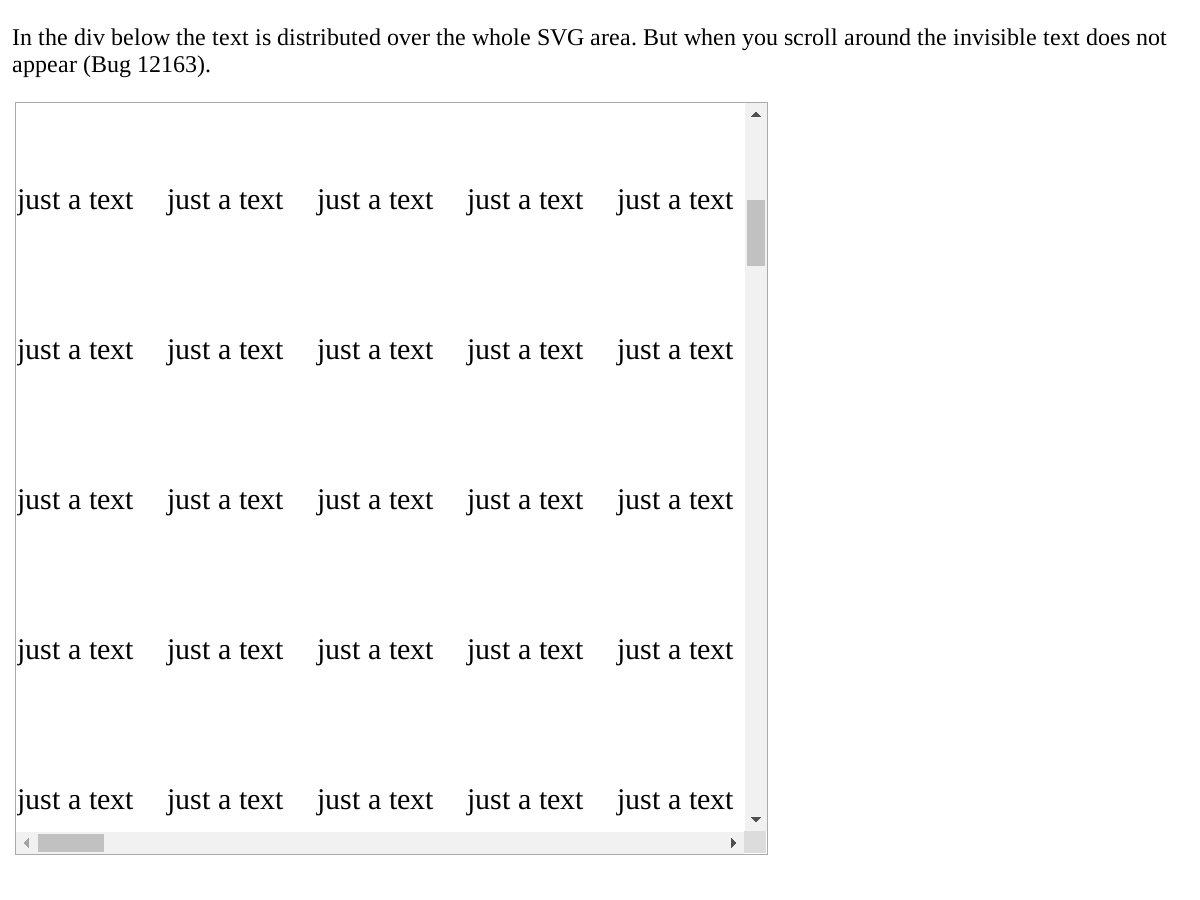 In the div below the text is distributed over the whole SVG area. But when you scroll around the invisible text does not
appear (Bug 12163).
just a text just a text just a text just a text just a text
just a text just a text just a text just a text just a text
just a text just a text just a text just a text just a text
just a text just a text just a text just a text just a text
just a text just a text just a text just a text just a text